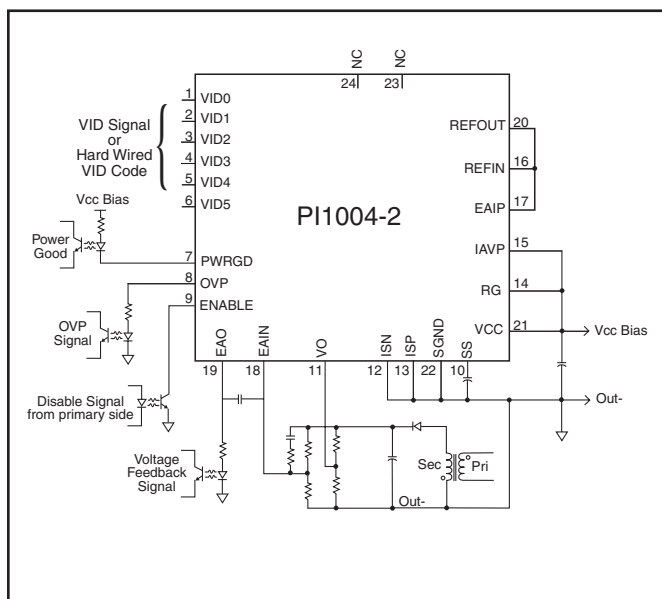 NC
NC
24
23
1 VID0
2 VID1
3 VID2
4 VID3
5 VID4
6 VID5
VID Signal
or
Hard Wired
VID Code
Vcc Bias
Power
Good
7 PWRGD
8 OVP
9 ENABLE
PI1004-2
REFOUT 20
REFIN 16
EAIP 17
IAVP 15
RG 14
VCC 21
Vcc Bias
OVP
Signal
EAO
EAIN
VO
ISN
ISP
SGND
SS
19
18
11
12
13
22
10
Out-
Disable Signal
from primary side
Voltage
Feedback
Signal
Sec
Pri
Out-